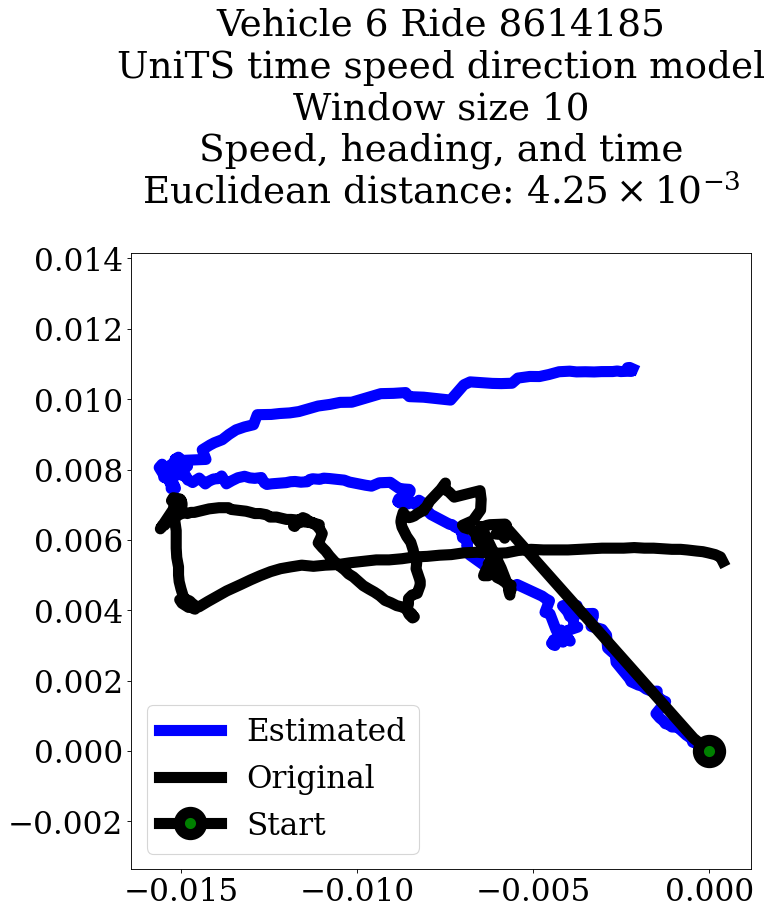 Vehicle 6 Ride 8614185
UniTS time speed direction model
Window size 10
Speed, heading, and time
Euclidean distance: 4.25 × 10⁻³
0.014
0.012
0.010
0.008
0.006
0.004
0.002
0.000
−0.002
Estimated
Original
Start
−0.015 −0.010 −0.005 0.000